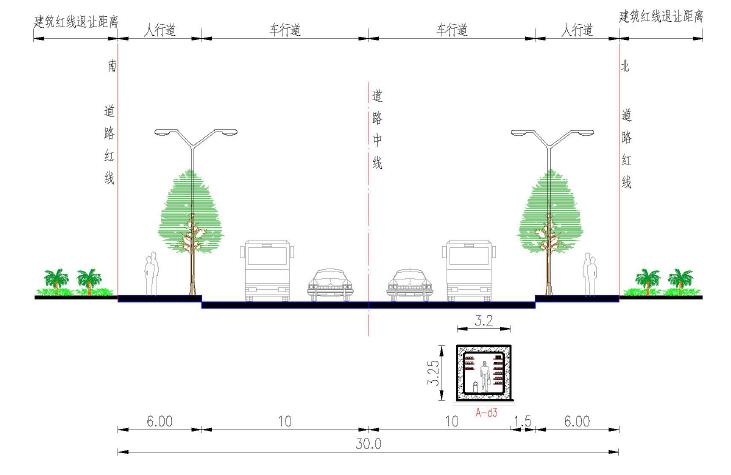 建筑红线退让距离
人行道
车行道
车行道
人行道
建筑红线退让距离
南
北
道路红线
道路中线
道路红线
3.2
3.25
A-d3
6.00
10
10
1.5
6.00
30.0